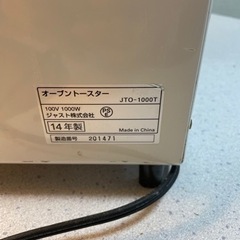 オーブントースター
JTO-1000T
100V 1000W
PSE
ジャスト株式会社
14年製
Made in China
製造番号 201471